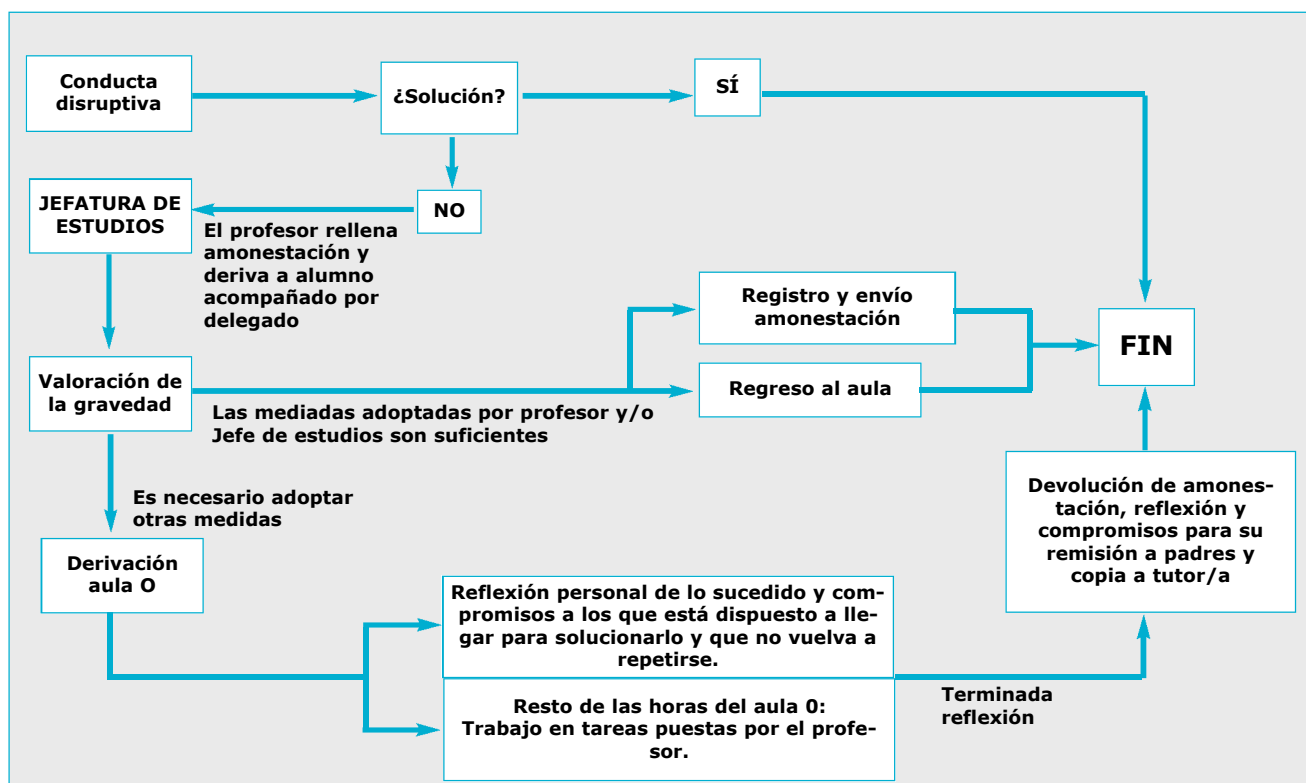 Conducta
disruptiva
¿Solución?
SÍ
NO
JEFATURA DE
ESTUDIOS
El profesor rellena
amonestación y
deriva a alumno
acompañado por
delegado
Registro y envío
amonestación
FIN
Valoración de
la gravedad
Regreso al aula
Las mediadas adoptadas por profesor y/o
Jefe de estudios son suficientes
Es necesario adoptar
otras medidas
Devolución de amones-
tación, reflexión y
compromisos para su
remisión a padres y
copia a tutor/a
Derivación
aula O
Reflexión personal de lo sucedido y com-
promisos a los que está dispuesto a lle-
gar para solucionarlo y que no vuelva a
repetirse.
Resto de las horas del aula 0:
Trabajo en tareas puestas por el profe-
sor.
Terminada
reflexión